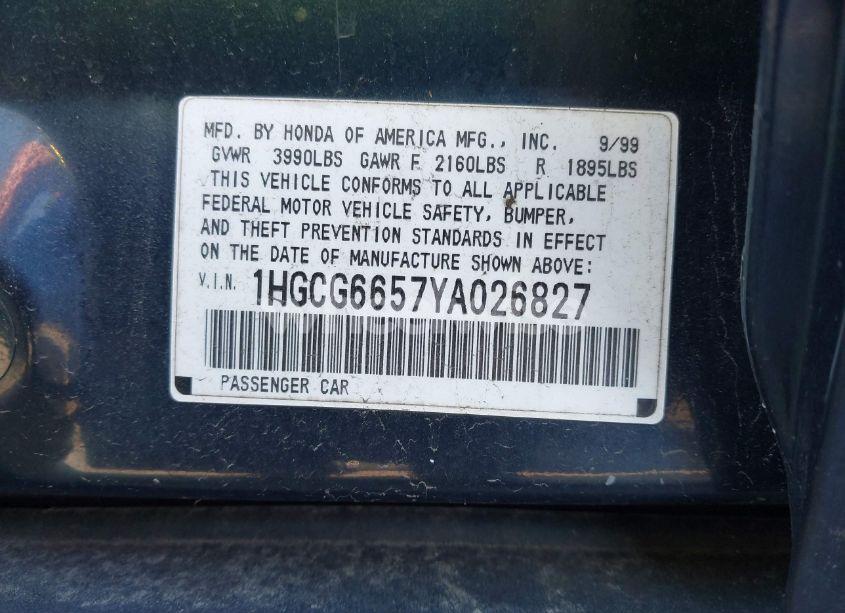 MFD. BY HONDA OF AMERICA MFG., INC. 9/99
GVWR 3990LBS GAWR F 2160LBS R 1895LBS
THIS VEHICLE CONFORMS TO ALL APPLICABLE
FEDERAL MOTOR VEHICLE SAFETY, BUMPER,
AND THEFT PREVENTION STANDARDS IN EFFECT
ON THE DATE OF MANUFACTURE SHOWN ABOVE:
V.I.N. 1HGCG6657YA026827
PASSENGER CAR